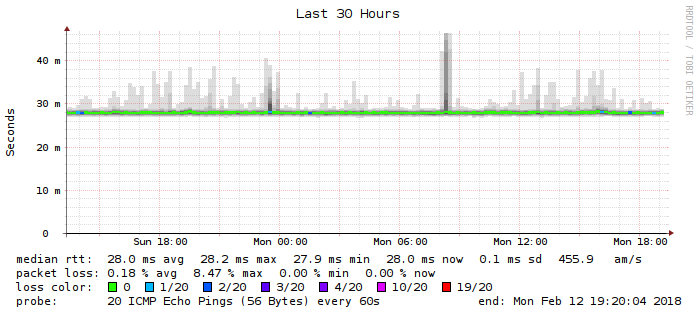 Last 30 Hours
RRDTOOL / TOBI OETIKER
Seconds
40 m
30 m
20 m
10 m
0
Sun 18:00 Mon 00:00 Mon 06:00 Mon 12:00 Mon 18:00
median rtt: 28.0 ms avg 28.2 ms max 27.9 ms min 28.0 ms now 0.1 ms sd 455.9 am/s
packet loss: 0.18 % avg 8.47 % max 0.00 % min 0.00 % now
loss color: 0 1/20 2/20 3/20 4/20 10/20 19/20
probe: 20 ICMP Echo Pings (56 Bytes) every 60s end: Mon Feb 12 19:20:04 2018